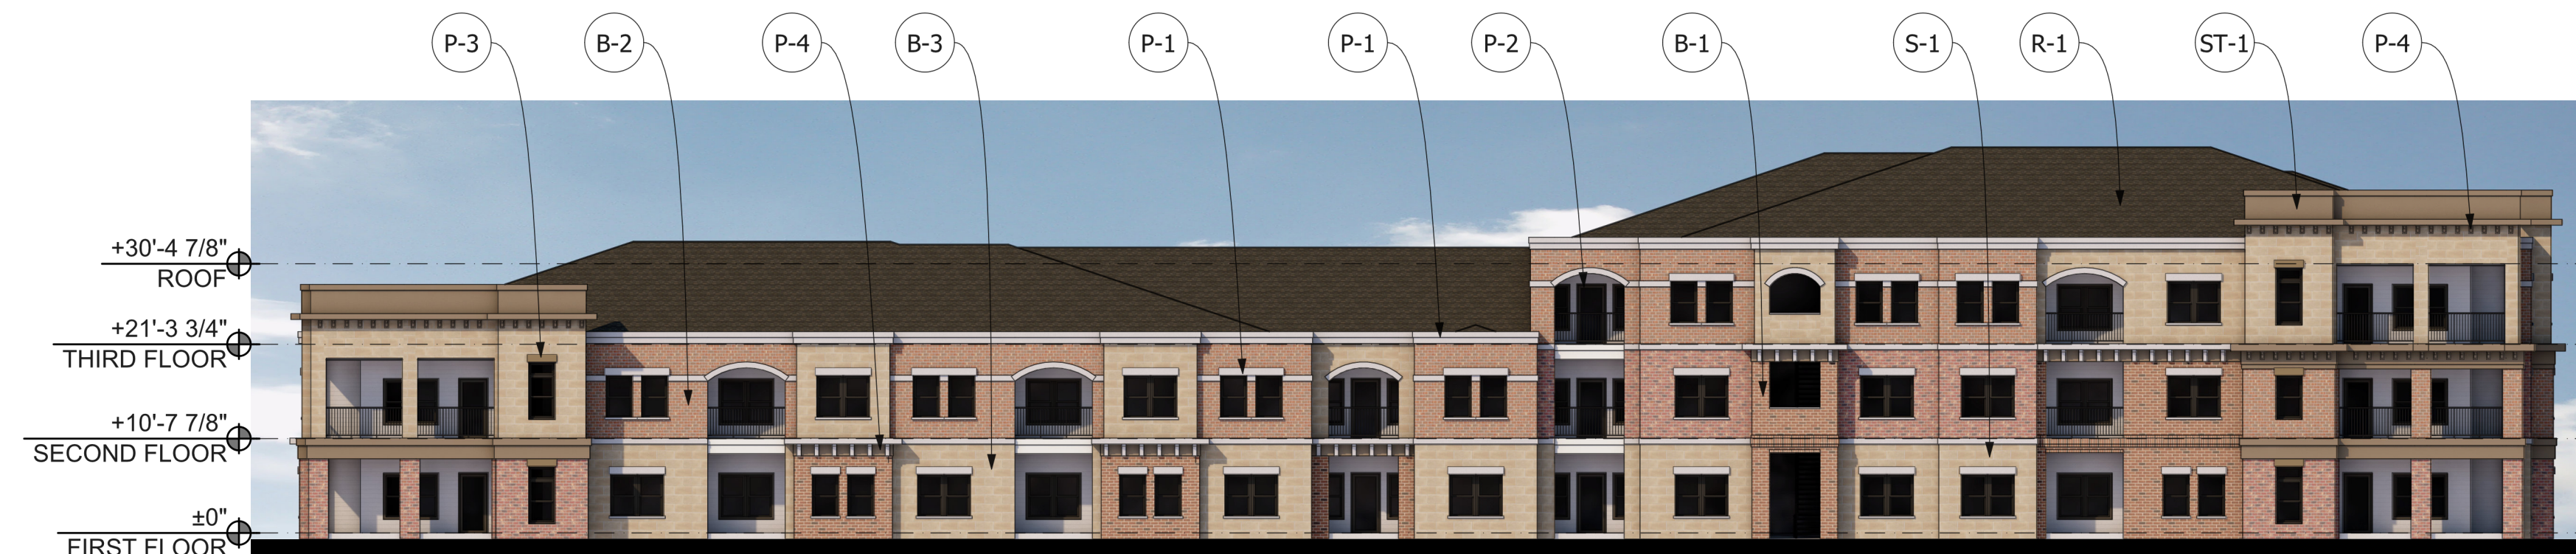 P-3
B-2
P-4
B-3
P-1
P-1
P-2
B-1
S-1
R-1
ST-1
P-4
+30'-4 7/8"
ROOF
+21'-3 3/4"
THIRD FLOOR
+10'-7 7/8"
SECOND FLOOR
±0"
FIRST FLOOR